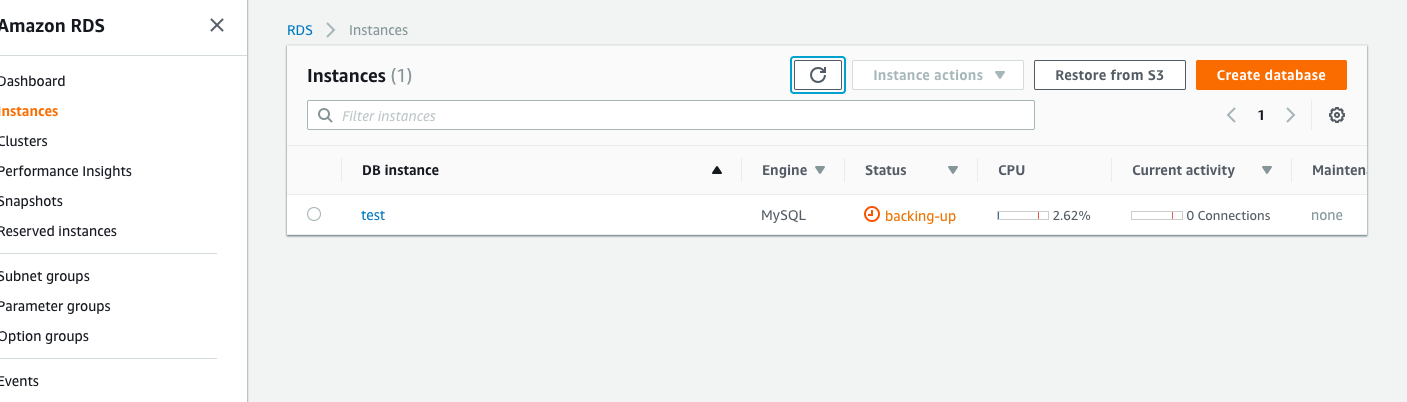 Amazon RDS
Dashboard
Instances
Clusters
Performance Insights
Snapshots
Reserved instances
Subnet groups
Parameter groups
Option groups
Events
RDS Instances
Instances (1) Instance actions Restore from S3 Create database
Filter instances 1
DB instance Engine Status CPU Current activity Mainten
test MySQL backing-up 2.62% 0 Connections none